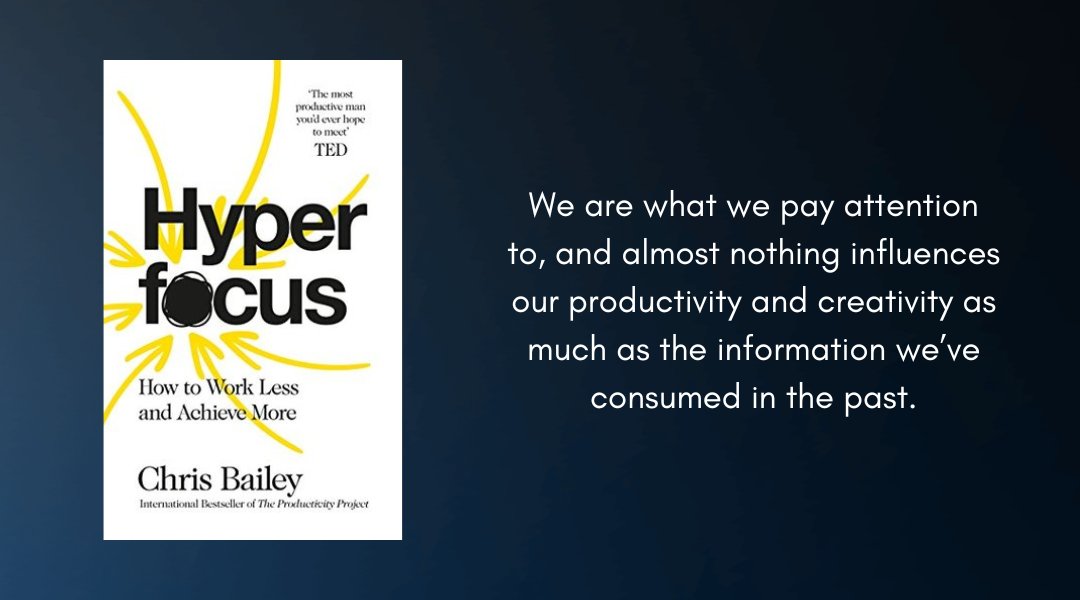 ‘The most
productive man
you’d ever hope
to meet’
TED
Hyper
focus
How to Work Less
and Achieve More
Chris Bailey
International Bestseller of The Productivity Project
We are what we pay attention
to, and almost nothing influences
our productivity and creativity as
much as the information we’ve
consumed in the past.